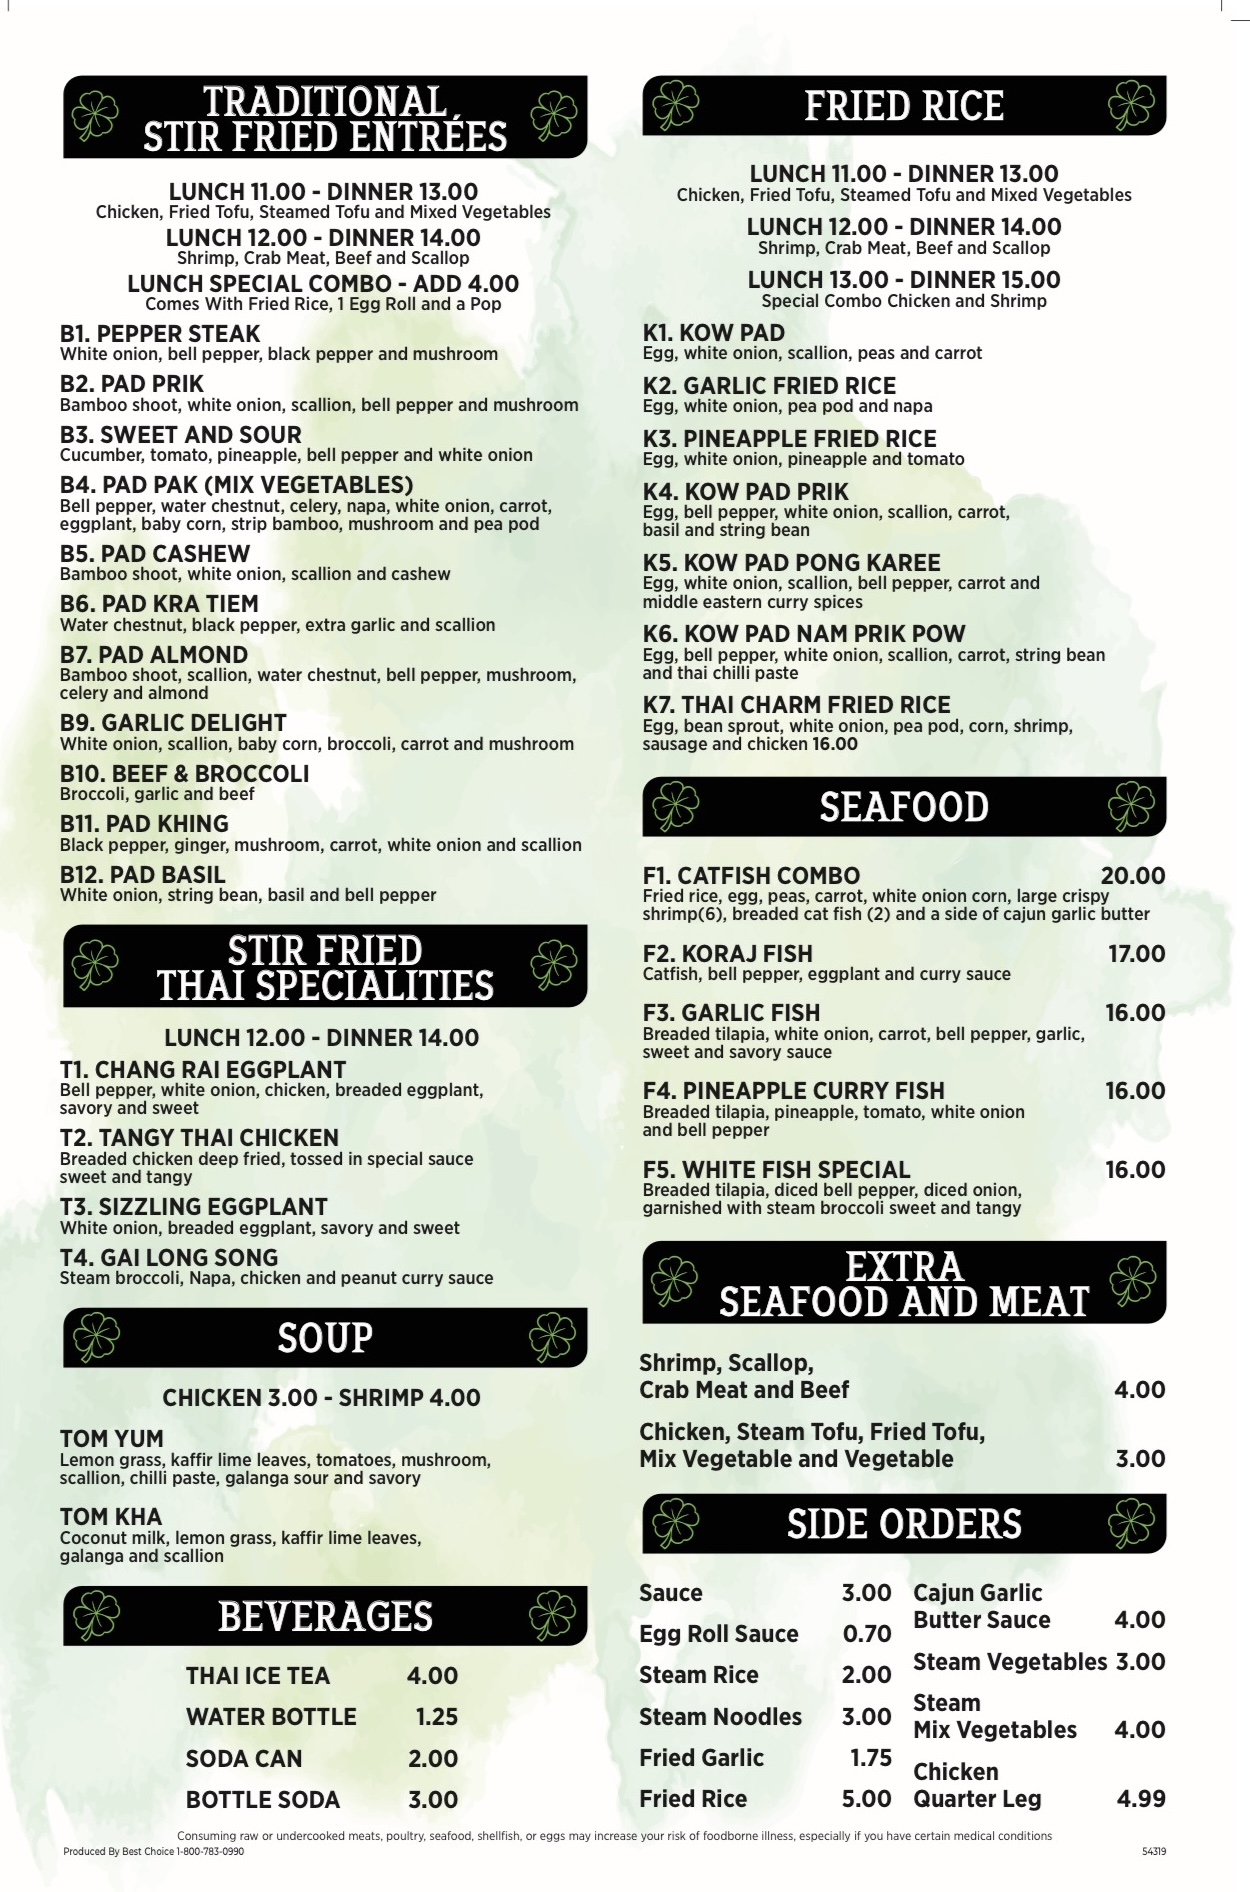 TRADITIONAL
STIR FRIED ENTRÉES
LUNCH 11.00 - DINNER 13.00
Chicken, Fried Tofu, Steamed Tofu and Mixed Vegetables
LUNCH 12.00 - DINNER 14.00
Shrimp, Crab Meat, Beef and Scallop
LUNCH SPECIAL COMBO - ADD 4.00
Comes With Fried Rice, 1 Egg Roll and a Pop
B1. PEPPER STEAK
White onion, bell pepper, black pepper and mushroom
B2. PAD PRIK
Bamboo shoot, white onion, scallion, bell pepper and mushroom
B3. SWEET AND SOUR
Cucumber, tomato, pineapple, bell pepper and white onion
B4. PAD PAK (MIX VEGETABLES)
Bell pepper, water chestnut, celery, napa, white onion, carrot,
eggplant, baby corn, strip bamboo, mushroom and pea pod
B5. PAD CASHEW
Bamboo shoot, white onion, scallion and cashew
B6. PAD KRA TIEM
Water chestnut, black pepper, extra garlic and scallion
B7. PAD ALMOND
Bamboo shoot, scallion, water chestnut, bell pepper, mushroom,
celery and almond
B9. GARLIC DELIGHT
White onion, scallion, baby corn, broccoli, carrot and mushroom
B10. BEEF & BROCCOLI
Broccoli, garlic and beef
B11. PAD KHING
Black pepper, ginger, mushroom, carrot, white onion and scallion
B12. PAD BASIL
White onion, string bean, basil and bell pepper
STIR FRIED
THAI SPECIALITIES
LUNCH 12.00 - DINNER 14.00
T1. CHANG RAI EGGPLANT
Bell pepper, white onion, chicken, breaded eggplant,
savory and sweet
T2. TANGY THAI CHICKEN
Breaded chicken deep fried, tossed in special sauce
sweet and tangy
T3. SIZZLING EGGPLANT
White onion, breaded eggplant, savory and sweet
T4. GAI LONG SONG
Steam broccoli, Napa, chicken and peanut curry sauce
SOUP
CHICKEN 3.00 - SHRIMP 4.00
TOM YUM
Lemon grass, kaffir lime leaves, tomatoes, mushroom,
scallion, chilli paste, galanga sour and savory
TOM KHA
Coconut milk, lemon grass, kaffir lime leaves,
galanga and scallion
BEVERAGES
THAI ICE TEA 4.00
WATER BOTTLE 1.25
SODA CAN 2.00
BOTTLE SODA 3.00
FRIED RICE
LUNCH 11.00 - DINNER 13.00
Chicken, Fried Tofu, Steamed Tofu and Mixed Vegetables
LUNCH 12.00 - DINNER 14.00
Shrimp, Crab Meat, Beef and Scallop
LUNCH 13.00 - DINNER 15.00
Special Combo Chicken and Shrimp
K1. KOW PAD
Egg, white onion, scallion, peas and carrot
K2. GARLIC FRIED RICE
Egg, white onion, pea pod and napa
K3. PINEAPPLE FRIED RICE
Egg, white onion, pineapple and tomato
K4. KOW PAD PRIK
Egg, bell pepper, white onion, scallion, carrot,
basil and string bean
K5. KOW PAD PONG KAREE
Egg, white onion, scallion, bell pepper, carrot and
middle eastern curry spices
K6. KOW PAD NAM PRIK POW
Egg, bell pepper, white onion, scallion, carrot, string bean
and thai chilli paste
K7. THAI CHARM FRIED RICE
Egg, bean sprout, white onion, pea pod, corn, shrimp,
sausage and chicken 16.00
SEAFOOD
F1. CATFISH COMBO 20.00
Fried rice, egg, peas, carrot, white onion corn, large crispy
shrimp(6), breaded cat fish (2) and a side of cajun garlic butter
F2. KORAJ FISH 17.00
Catfish, bell pepper, eggplant and curry sauce
F3. GARLIC FISH 16.00
Breaded tilapia, white onion, carrot, bell pepper, garlic,
sweet and savory sauce
F4. PINEAPPLE CURRY FISH 16.00
Breaded tilapia, pineapple, tomato, white onion
and bell pepper
F5. WHITE FISH SPECIAL 16.00
Breaded tilapia, diced bell pepper, diced onion,
garnished with steam broccoli sweet and tangy
EXTRA
SEAFOOD AND MEAT
Shrimp, Scallop,
Crab Meat and Beef 4.00
Chicken, Steam Tofu, Fried Tofu,
Mix Vegetable and Vegetable 3.00
SIDE ORDERS
Sauce 3.00
Egg Roll Sauce 0.70
Steam Rice 2.00
Steam Noodles 3.00
Fried Garlic 1.75
Fried Rice 5.00
Cajun Garlic
Butter Sauce 4.00
Steam Vegetables 3.00
Steam
Mix Vegetables 4.00
Chicken
Quarter Leg 4.99
Consuming raw or undercooked meats, poultry, seafood, shellfish, or eggs may increase your risk of foodborne illness, especially if you have certain medical conditions
Produced By Best Choice 1-800-783-0990
54319